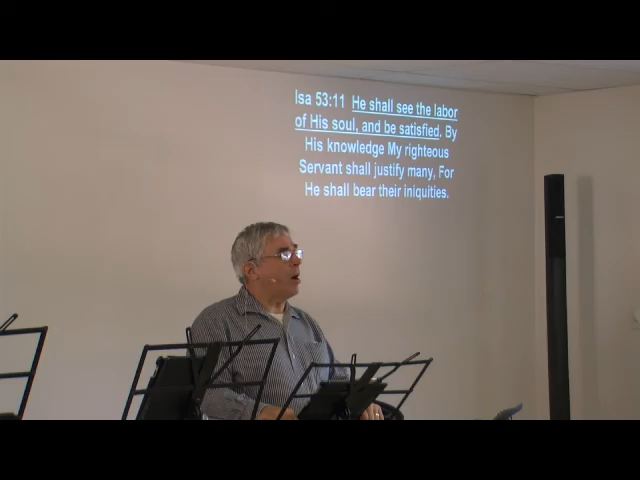 Isa 53:11 He shall see the labor
of His soul, and be satisfied. By
His knowledge My righteous
Servant shall justify many, For
He shall bear their iniquities.